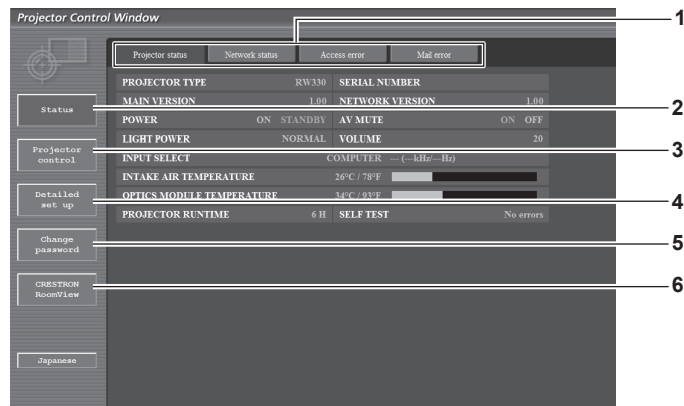 Projector Control Window
1
Projector status Network status Access error Mail error
PROJECTOR TYPE RW330 SERIAL NUMBER
MAIN VERSION 1.00 NETWORK VERSION 1.00
POWER ON STANDBY AV MUTE ON OFF
LIGHT POWER NORMAL VOLUME 20
INPUT SELECT COMPUTER --- (---kHz/---Hz)
INTAKE AIR TEMPERATURE 26°C / 78°F
OPTICS MODULE TEMPERATURE 34°C / 93°F
PROJECTOR RUNTIME 6 H SELF TEST No errors
Status
2
Projector
control
3
Detailed
set up
4
Change
password
5
CRESTRON
RoomView
6
Japanese